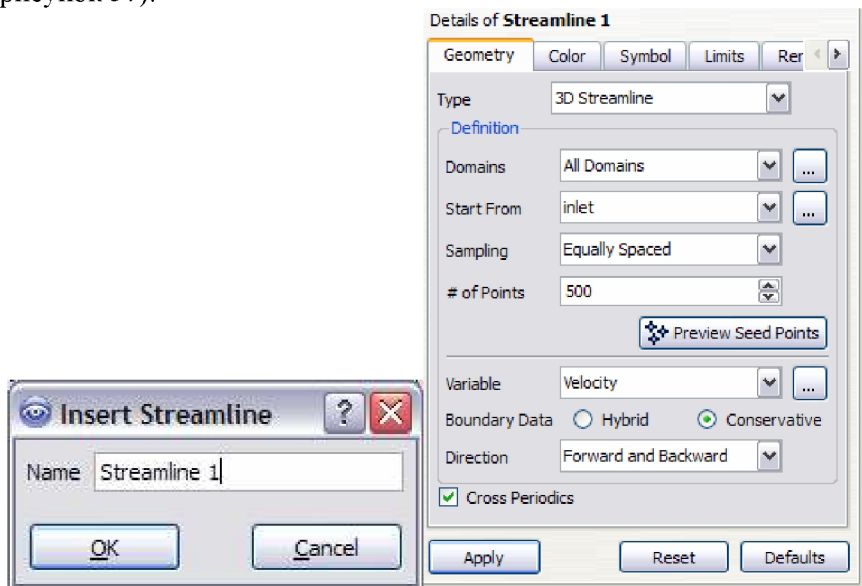 Details of Streamline 1
Geometry Color Symbol Limits Rer
Type 3D Streamline
Definition
Domains All Domains ...
Start From inlet ...
Sampling Equally Spaced
# of Points 500
Preview Seed Points
Variable Velocity ...
Boundary Data Hybrid Conservative
Direction Forward and Backward
Cross Periodics
Apply Reset Defaults
Insert Streamline ?
Name Streamline 1
OK Cancel